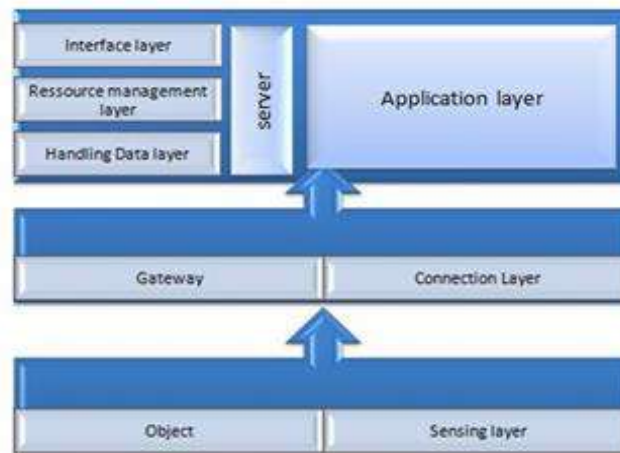 Interface layer
Ressource management
layer
Handling Data layer
server
Application layer
Gateway
Connection Layer
Object
Sensing layer